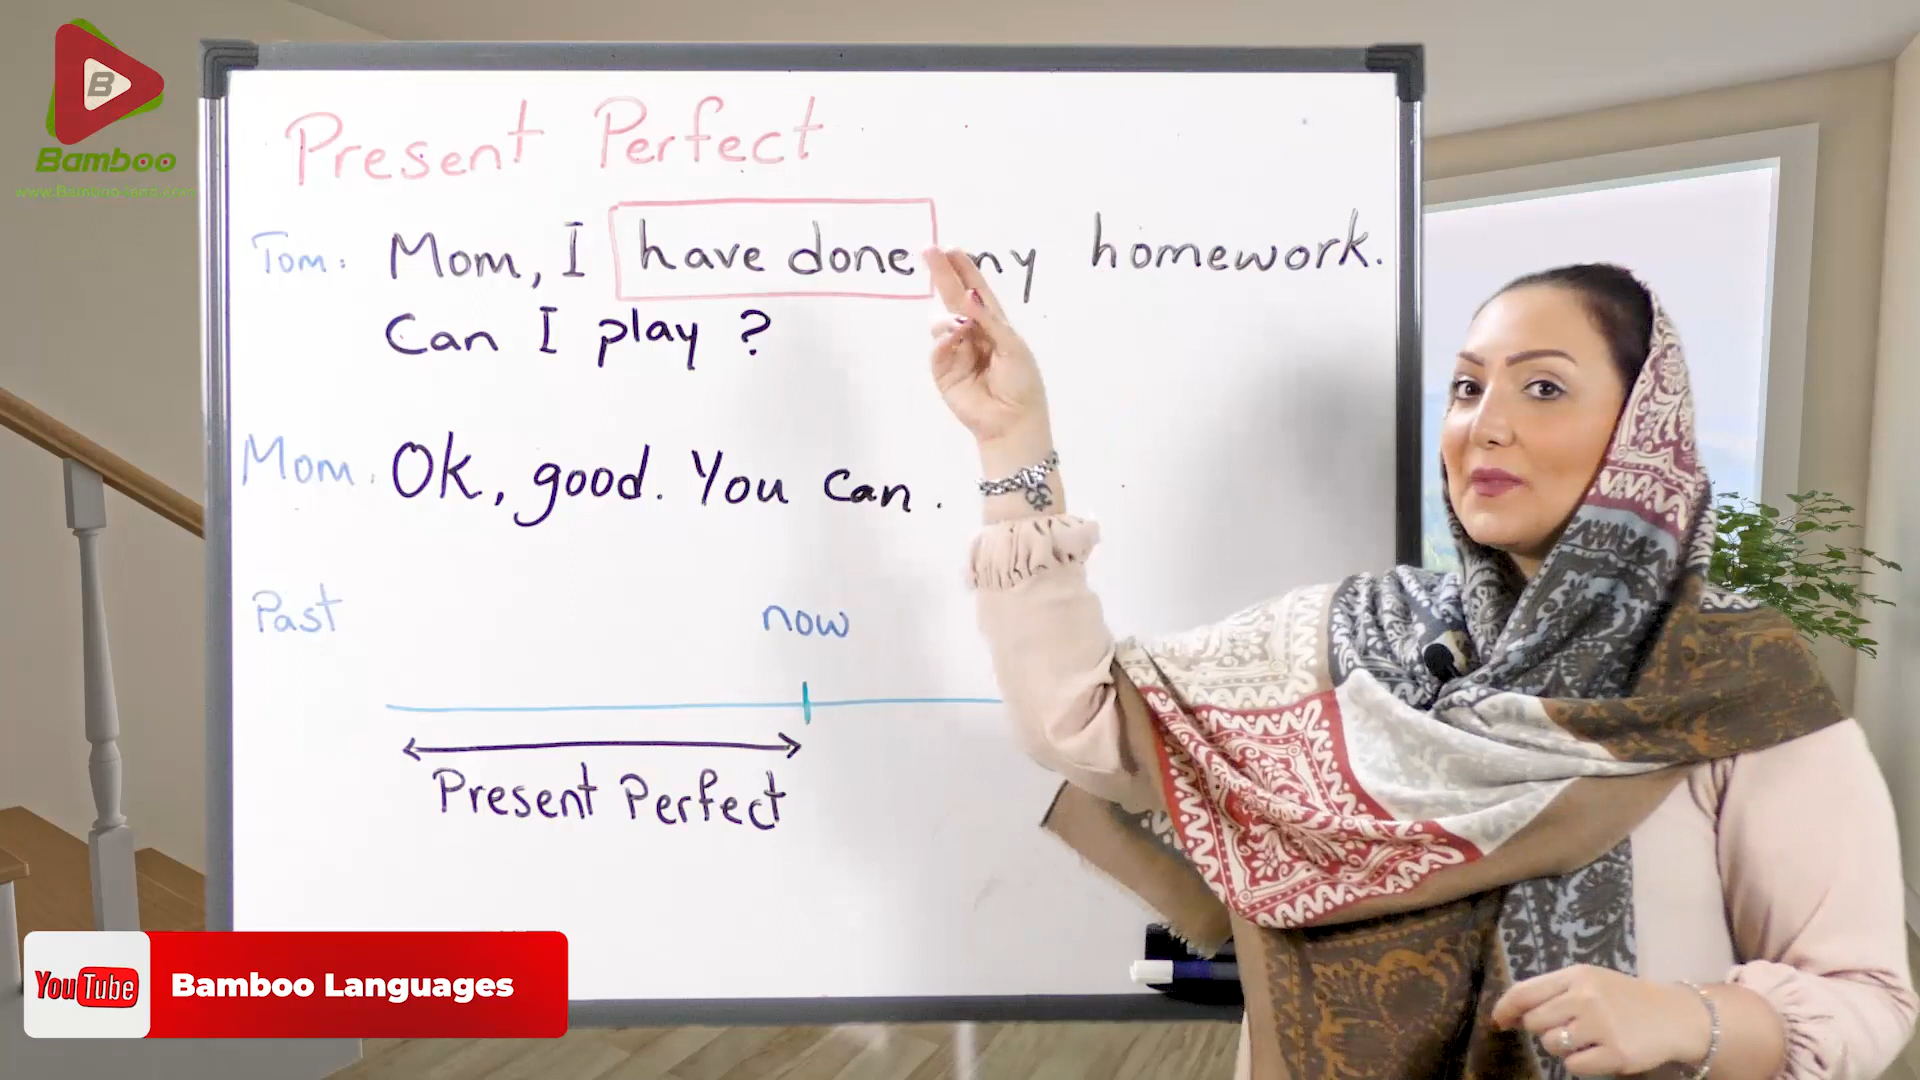 B
Bamboo
Present Perfect
Tom: Mom, I have done my homework.
Can I play ?
Mom: Ok, good. You can.
Past now
Present Perfect
YouTube Bamboo Languages